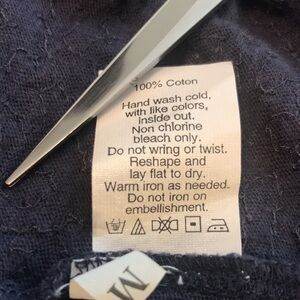 100% Coton
Hand wash cold,
with like colors,
inside out.
Non chlorine
bleach only.
Do not wring or twist.
Reshape and
lay flat to dry.
Warm iron as needed.
Do not iron on
embellishment.
M